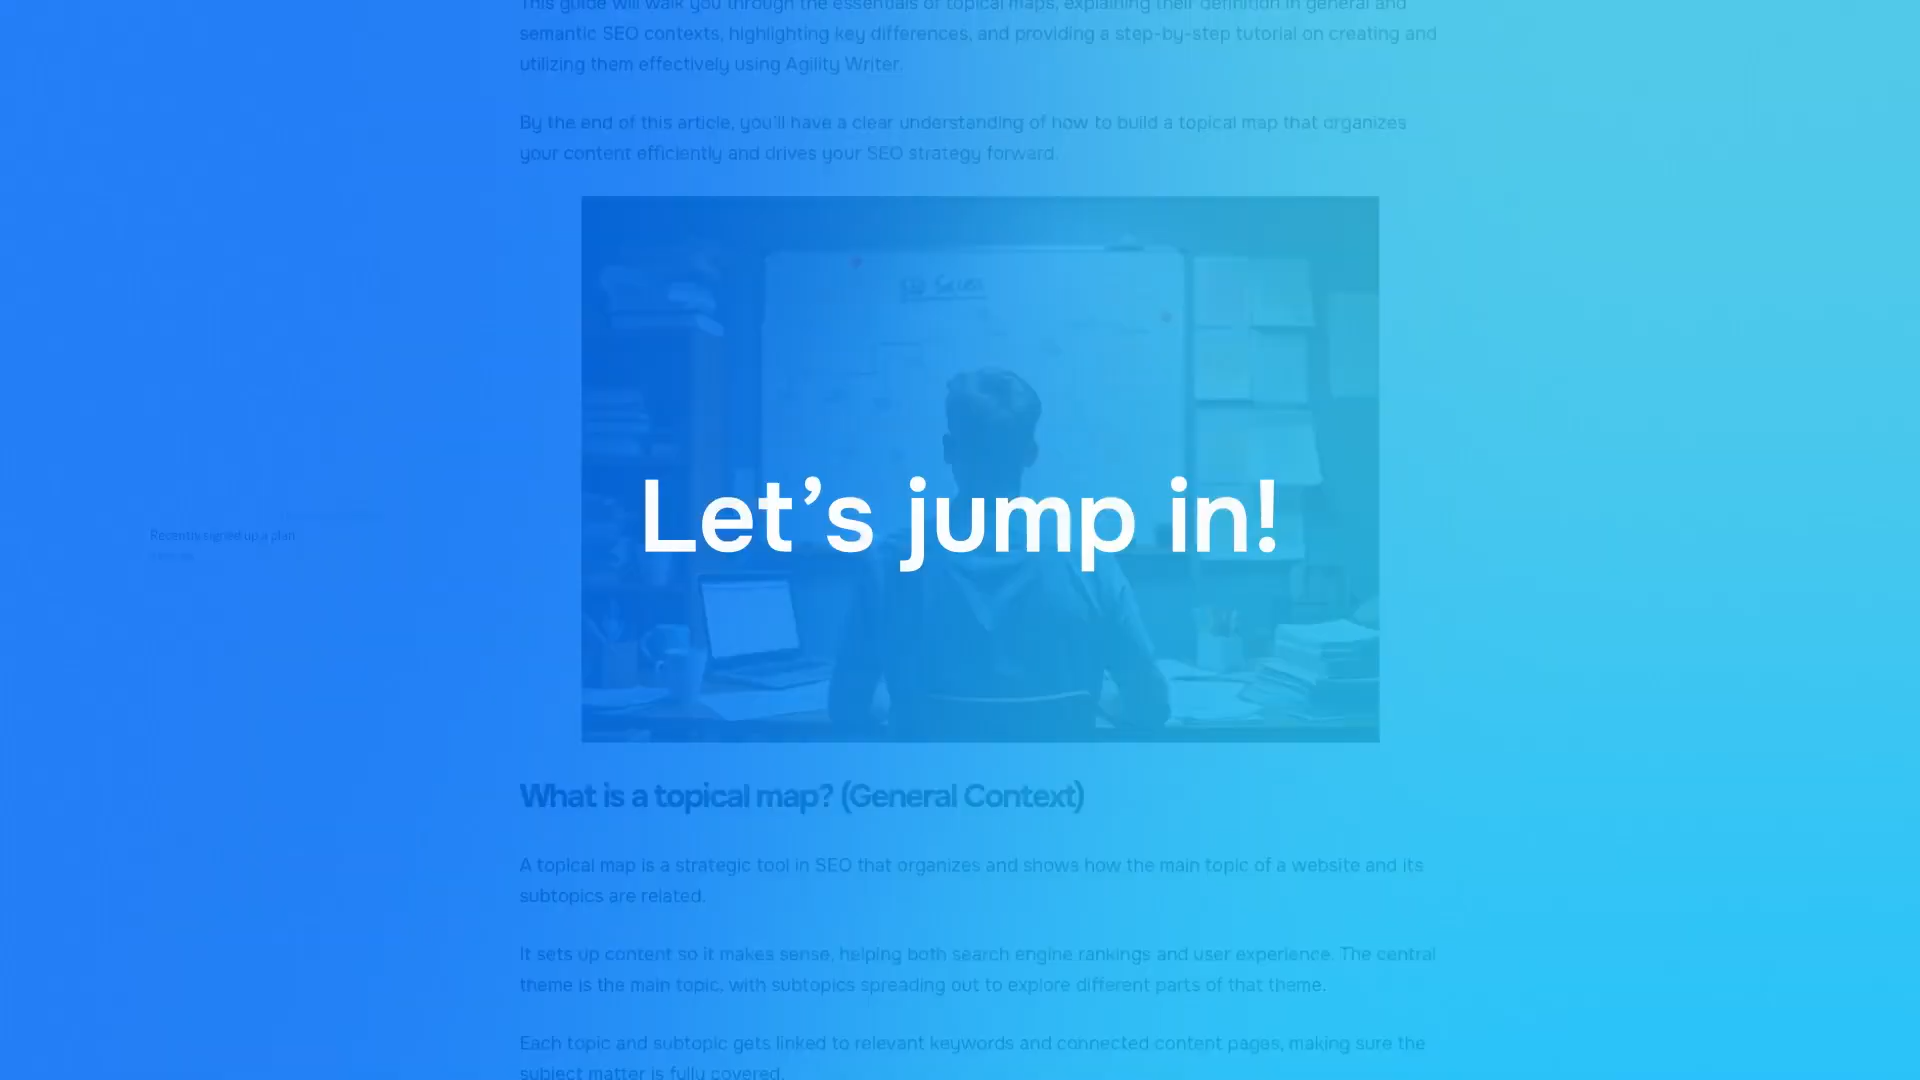 This guide will walk you through the essentials of topical maps, explaining their definition in general and
semantic SEO contexts, highlighting key differences, and providing a step-by-step tutorial on creating and
utilizing them effectively using Agility Writer.
By the end of this article, you'll have a clear understanding of how to build a topical map that organizes
your content efficiently and drives your SEO strategy forward.
Let's jump in!
Recently signed up a plan
What is a topical map? (General Context)
A topical map is a strategic tool in SEO that organizes and shows how the main topic of a website and its
subtopics are related.
It sets up content so it makes sense, helping both search engine rankings and user experience. The central
theme is the main topic, with subtopics spreading out to explore different parts of that theme.
Each topic and subtopic gets linked to relevant keywords and connected content pages, making sure the
subject matter is fully covered.